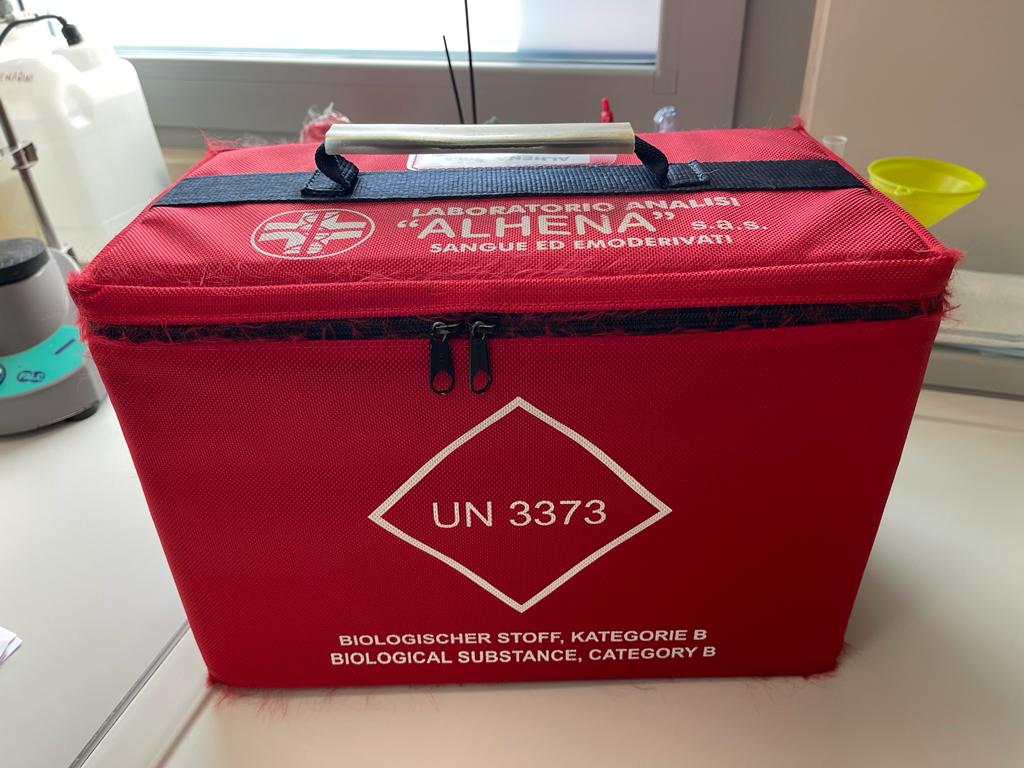 LABORATORIO ANALISI
"ALHENA" s.a.s.
SANGUE ED EMODERIVATI
UN 3373
BIOLOGISCHER STOFF, KATEGORIE B
BIOLOGICAL SUBSTANCE, CATEGORY B